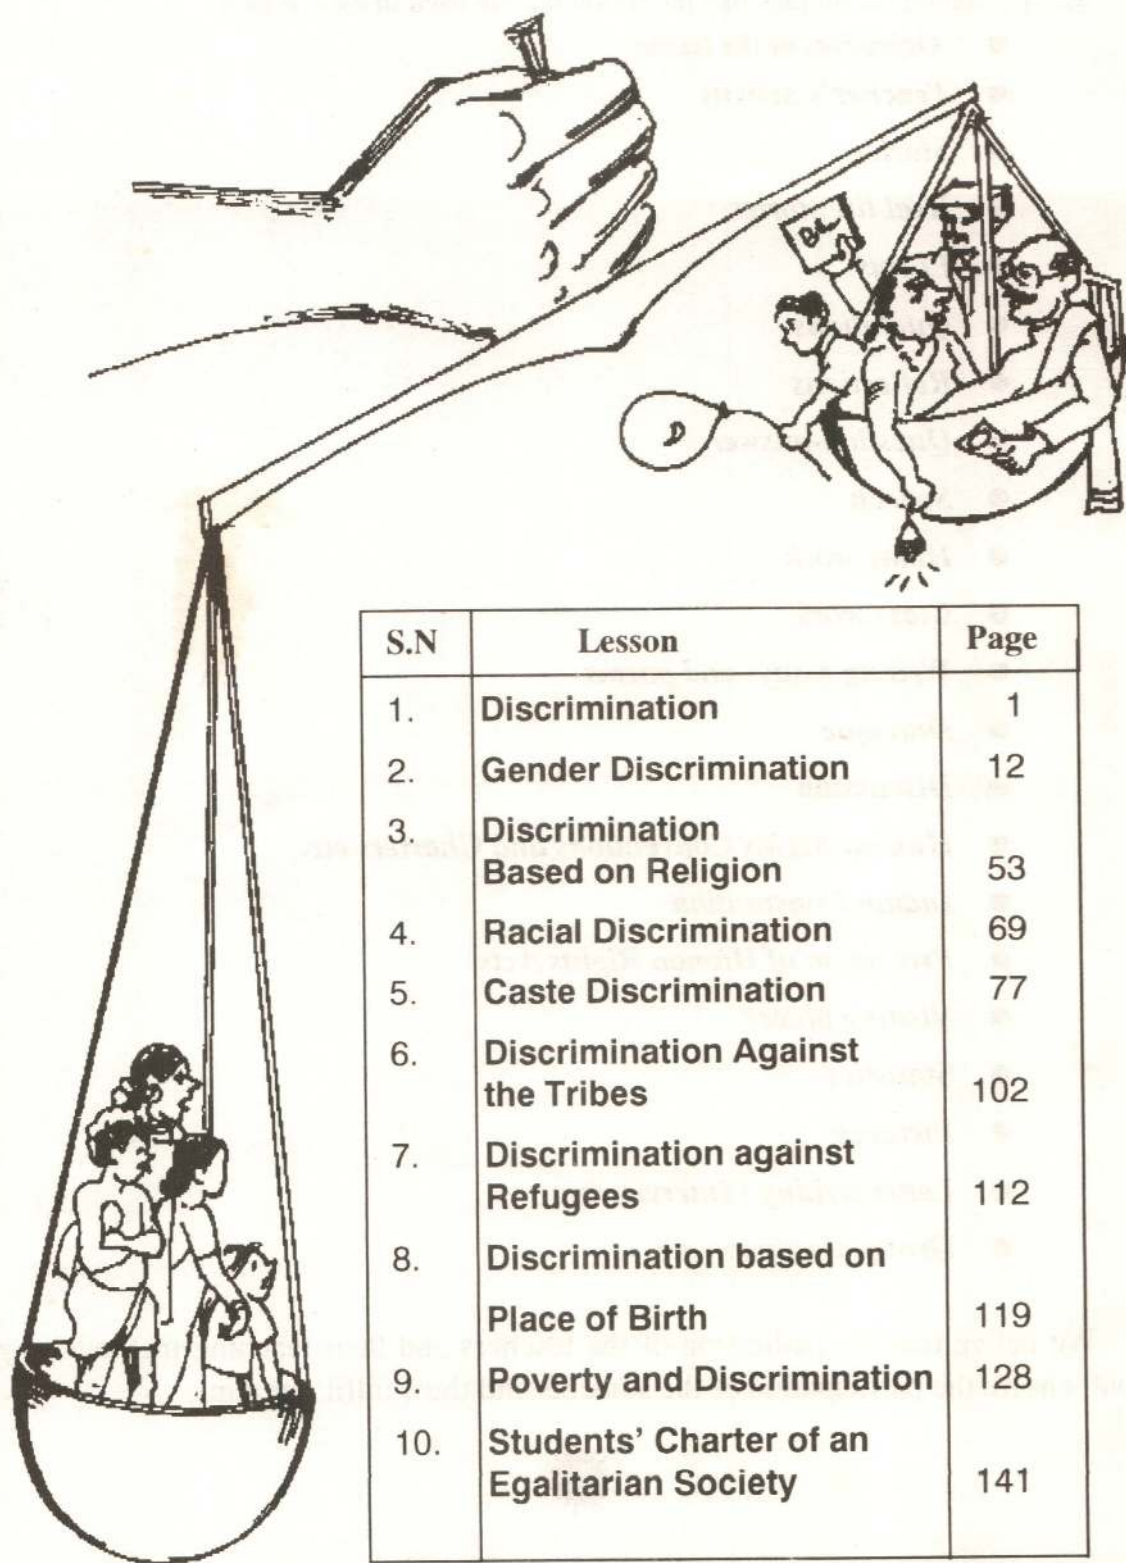 D
S.N Lesson Page
1. Discrimination 1
2. Gender Discrimination 12
3. Discrimination
Based on Religion 53
4. Racial Discrimination 69
5. Caste Discrimination 77
6. Discrimination Against
the Tribes 102
7. Discrimination against
Refugees 112
8. Discrimination based on
Place of Birth 119
9. Poverty and Discrimination 128
10. Students’ Charter of an
Egalitarian Society 141